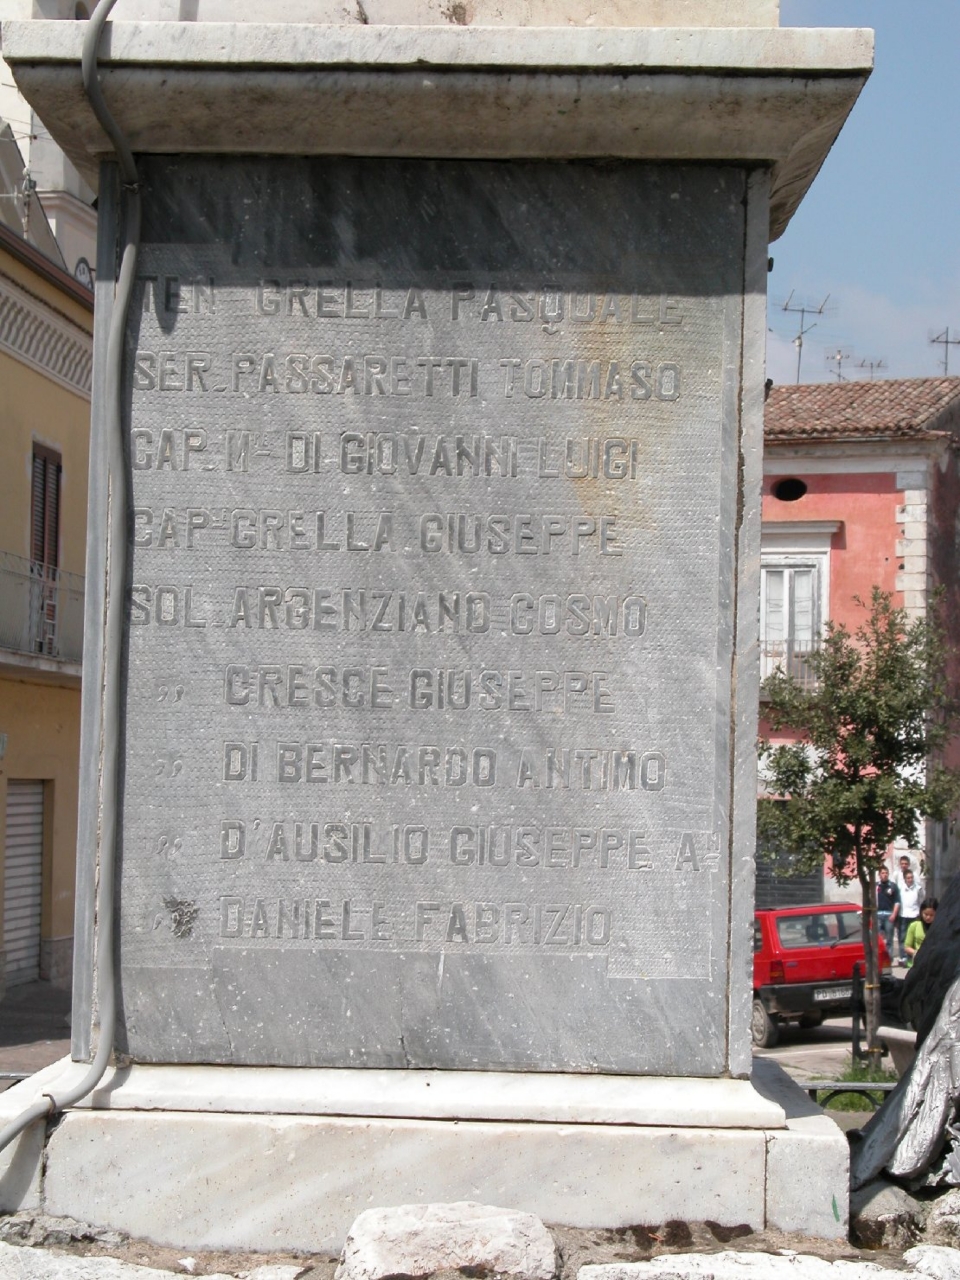 TEN GRELLA PASQUALE
SER. PASSARETTI TOMMASO
CAP. M. DI GIOVANNI LUIGI
CAP. GRELLA GIUSEPPE
SOL. ARGENZIANO COSMO
,, CRESCE GIUSEPPE
,, DI BERNARDO ANTIMO
,, D'AUSILIO GIUSEPPE A.
,, DANIELE FABRIZIO